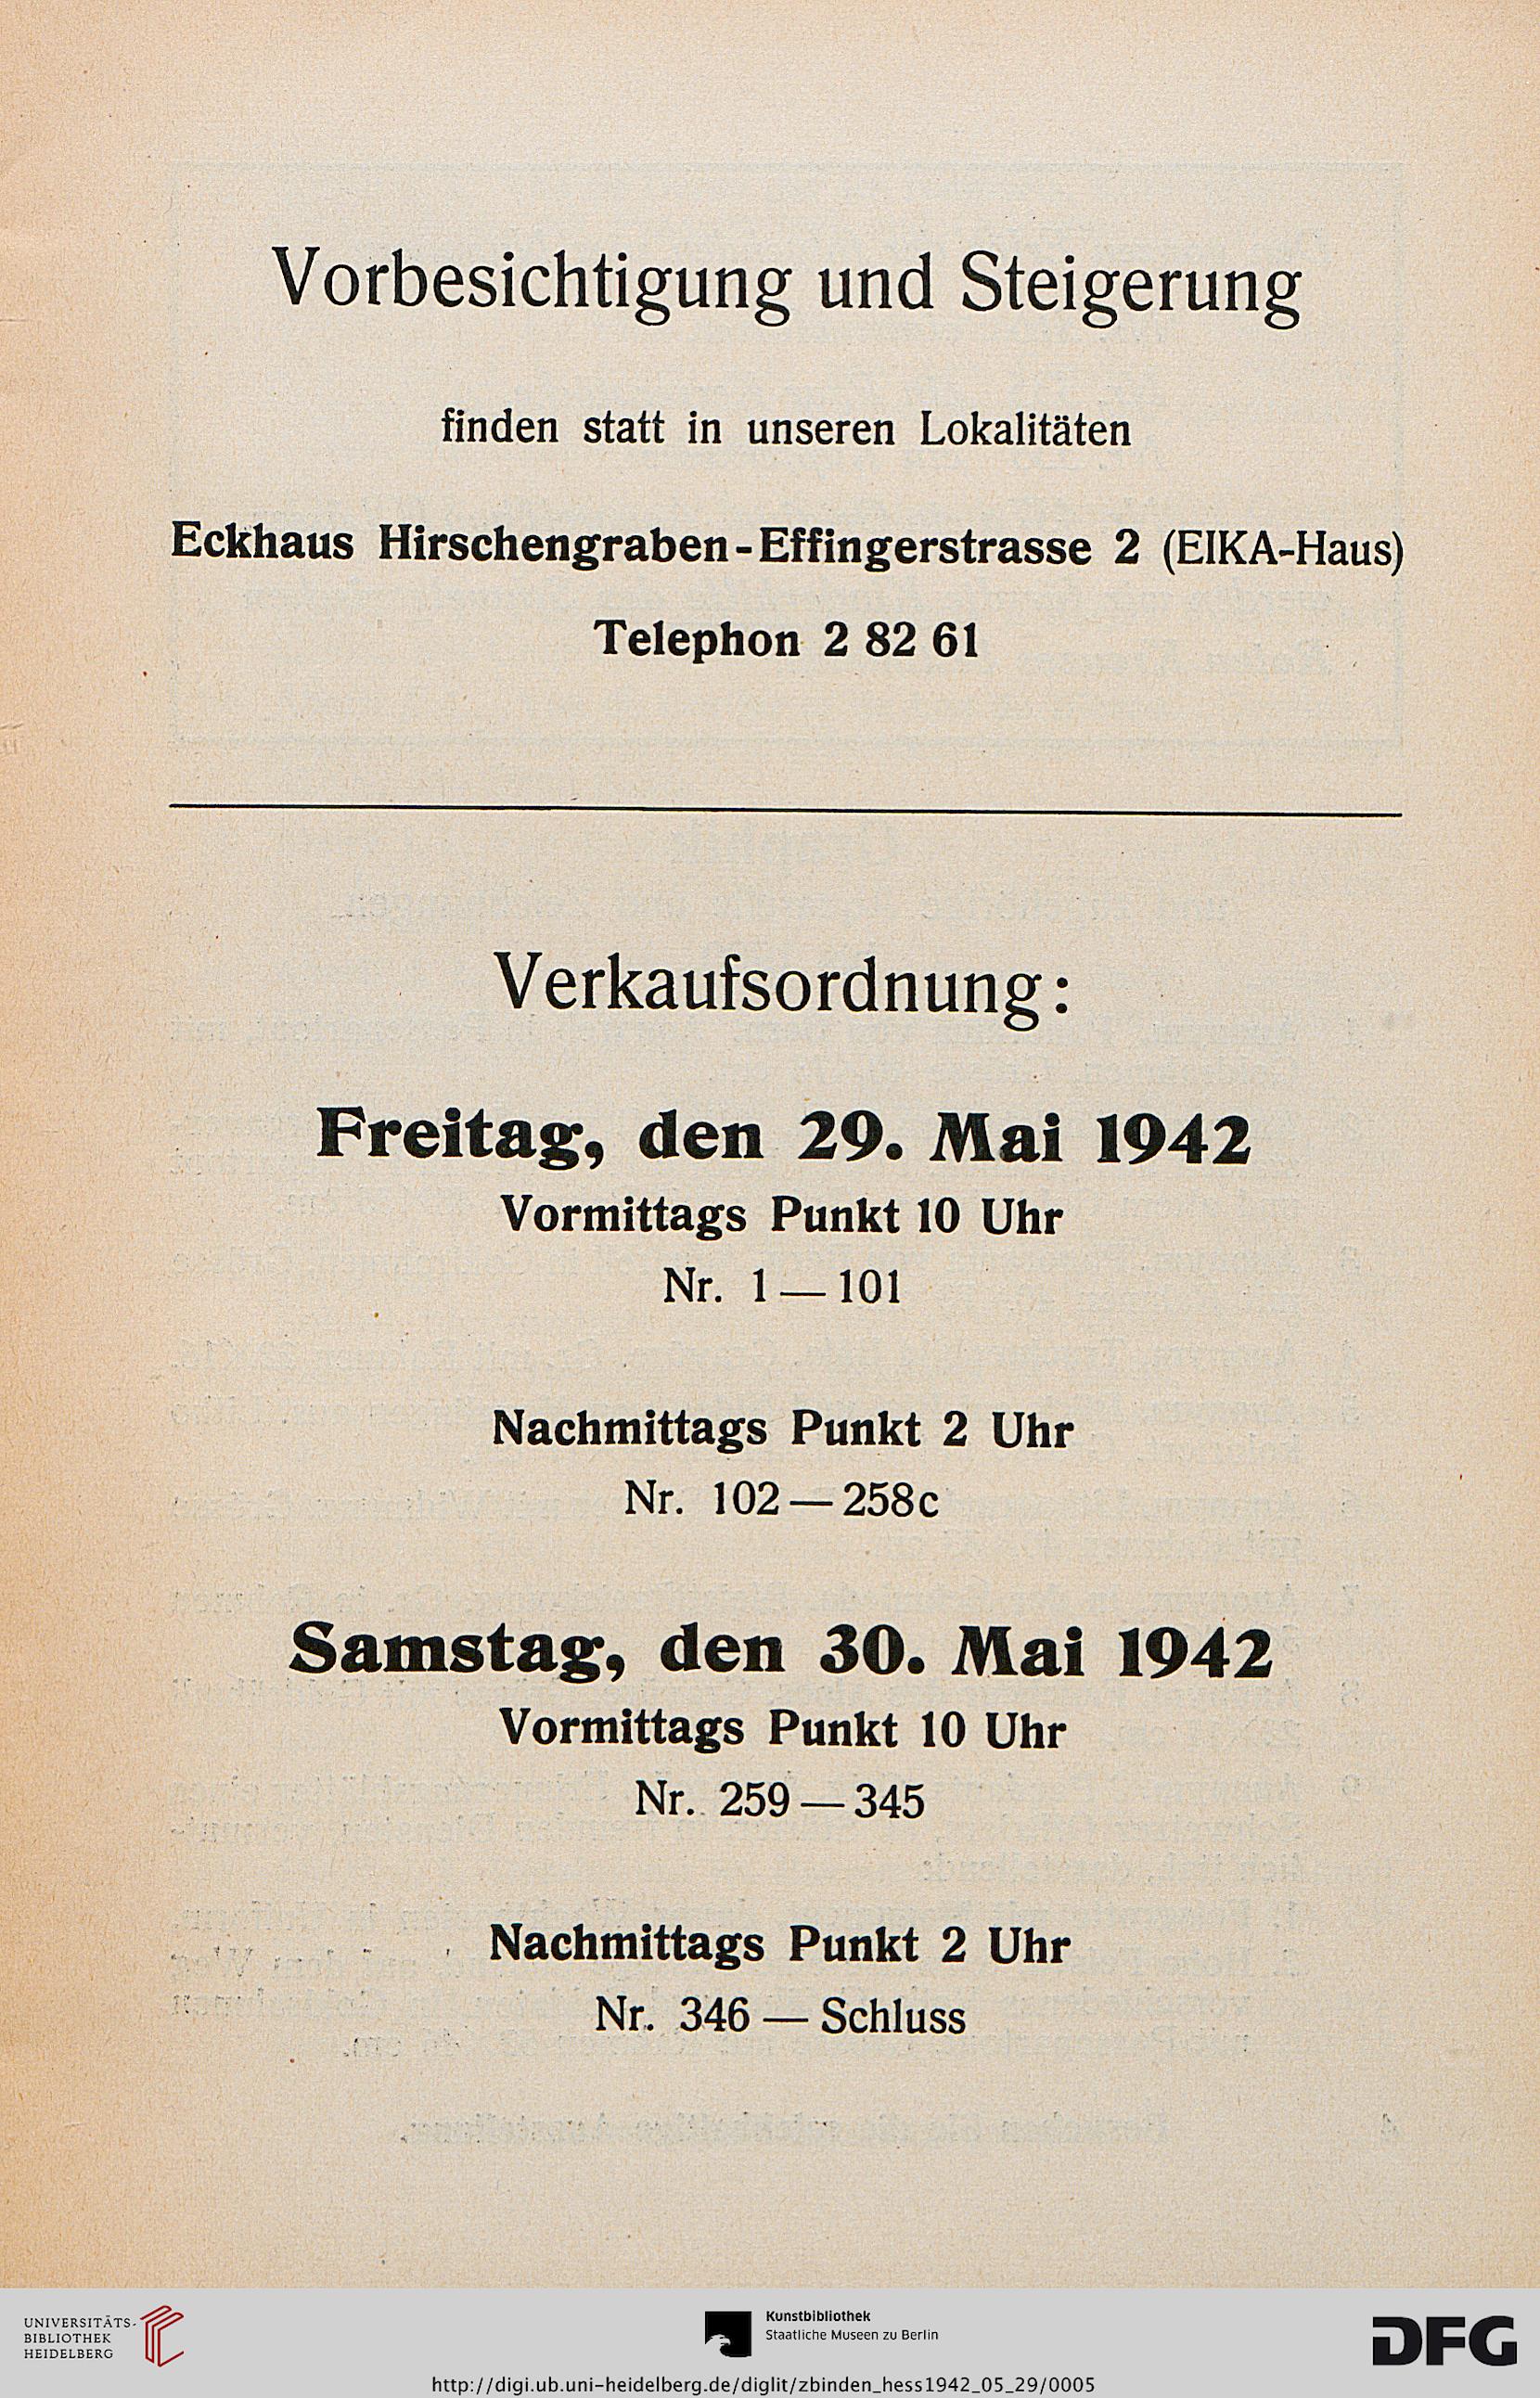 Vorbesichtigung und Steigerung
finden statt in unseren Lokalitäten
Eckhaus Hirschengraben-Effingerstrasse 2 (EIKA-Haus)
Telephon 2 82 61
Verkaufsordnung:
Freitag, den 29. Mai 1942
Vormittags Punkt 10 Uhr
Nr. 1 — 101
Nachmittags Punkt 2 Uhr
Nr. 102 — 258c
Samstag, den 30. Mai 1942
Vormittags Punkt 10 Uhr
Nr. 259 — 345
Nachmittags Punkt 2 Uhr
Nr. 346 — Schluss
UNIVERSITÄTS-
BIBLIOTHEK
HEIDELBERG
Kunstbibliothek
Staatliche Museen zu Berlin
DFG
http://digi.ub.uni-heidelberg.de/diglit/zbinden_hess1942_05_29/0005